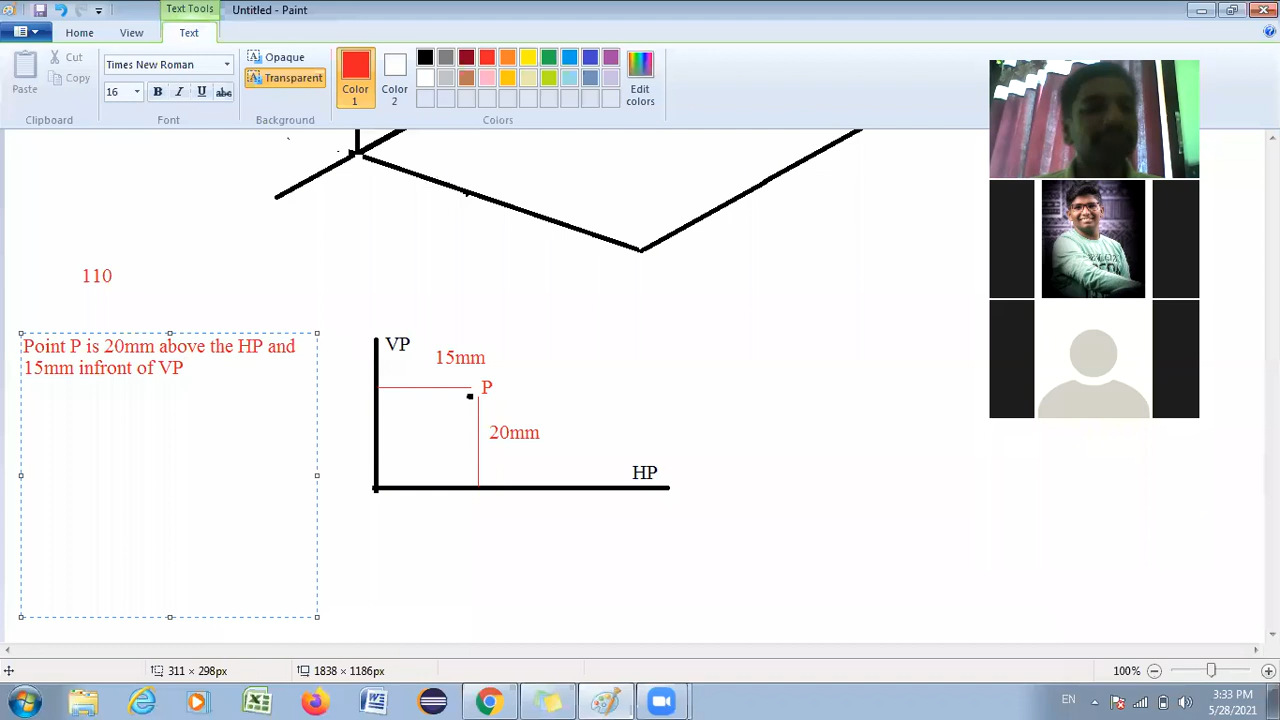 Text Tools
Untitled - Paint
Home
View
Text
Paste
Cut
Copy
Clipboard
Times New Roman
16
B I U abc
Font
Opaque
Transparent
Background
Color 1
Color 2
Edit colors
Colors
110
Point P is 20mm above the HP and
15mm infront of VP
VP
15mm
P
20mm
HP
311 × 298px
1838 × 1186px
100%
EN
3:33 PM
5/28/2021